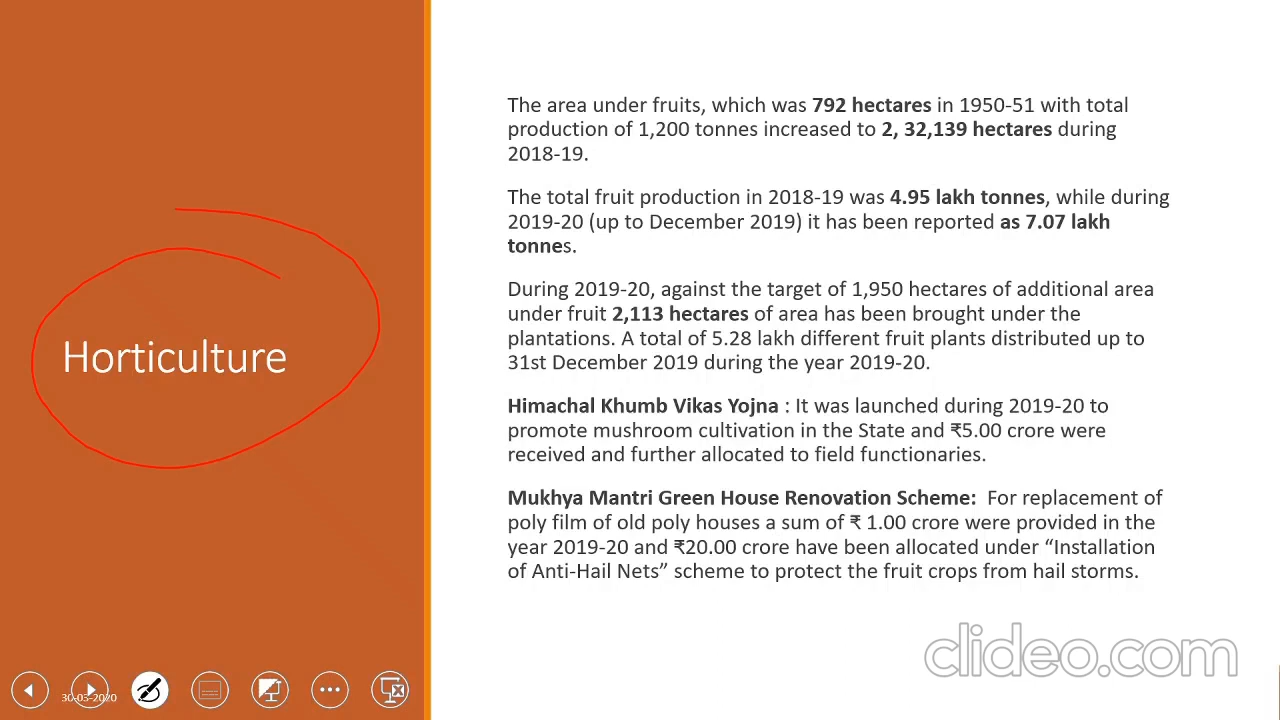 Horticulture
The area under fruits, which was 792 hectares in 1950-51 with total
production of 1,200 tonnes increased to 2, 32,139 hectares during
2018-19.
The total fruit production in 2018-19 was 4.95 lakh tonnes, while during
2019-20 (up to December 2019) it has been reported as 7.07 lakh
tonnes.
During 2019-20, against the target of 1,950 hectares of additional area
under fruit 2,113 hectares of area has been brought under the
plantations. A total of 5.28 lakh different fruit plants distributed up to
31st December 2019 during the year 2019-20.
Himachal Khumb Vikas Yojna : It was launched during 2019-20 to
promote mushroom cultivation in the State and ₹5.00 crore were
received and further allocated to field functionaries.
Mukhya Mantri Green House Renovation Scheme: For replacement of
poly film of old poly houses a sum of ₹ 1.00 crore were provided in the
year 2019-20 and ₹20.00 crore have been allocated under “Installation
of Anti-Hail Nets” scheme to protect the fruit crops from hail storms.
30-03-2020
clideo.com